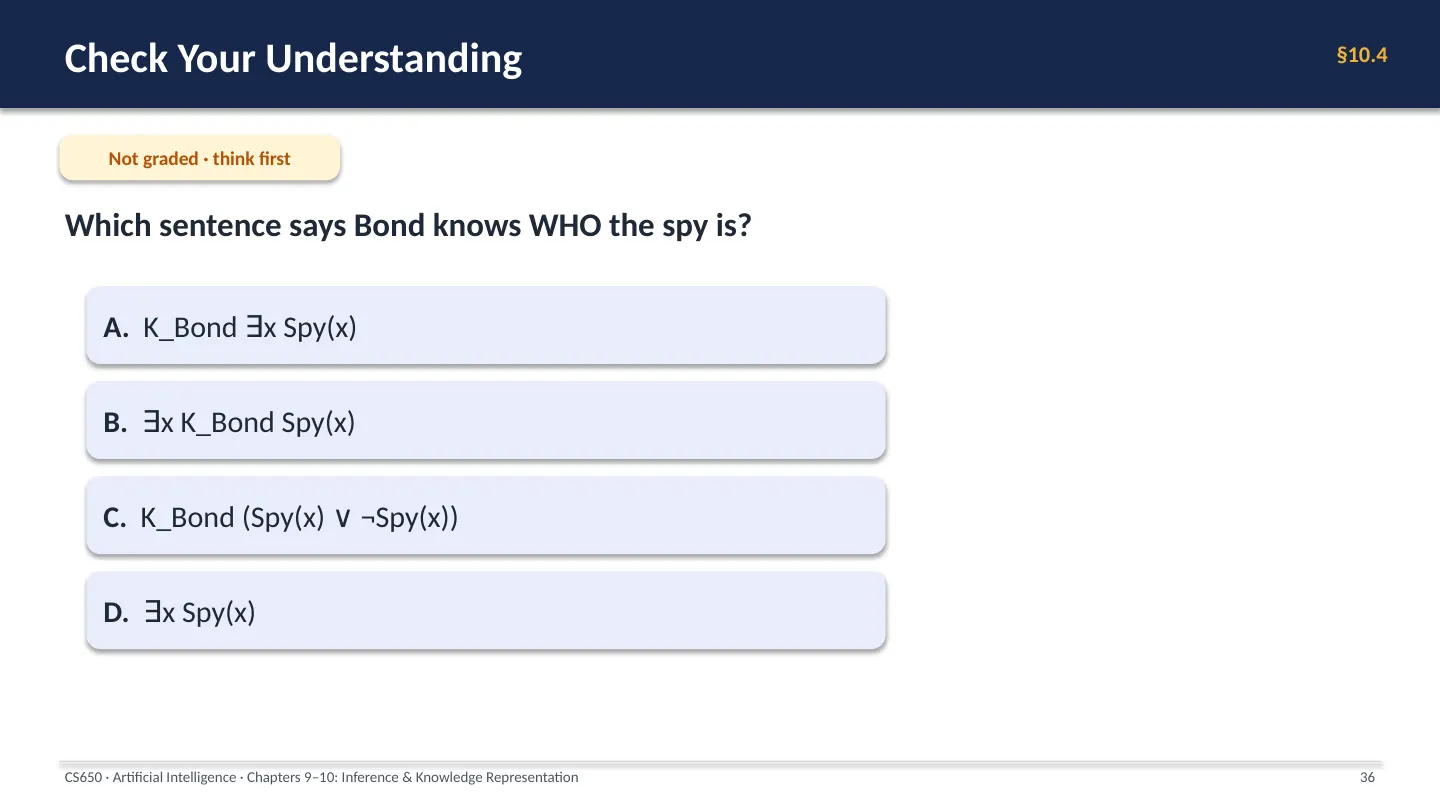 Check Your Understanding
§10.4
Not graded · think first
Which sentence says Bond knows WHO the spy is?
A. K_Bond ∃x Spy(x)
B. ∃x K_Bond Spy(x)
C. K_Bond (Spy(x) ∨ ¬Spy(x))
D. ∃x Spy(x)
CS650 · Artificial Intelligence · Chapters 9–10: Inference & Knowledge Representation
36